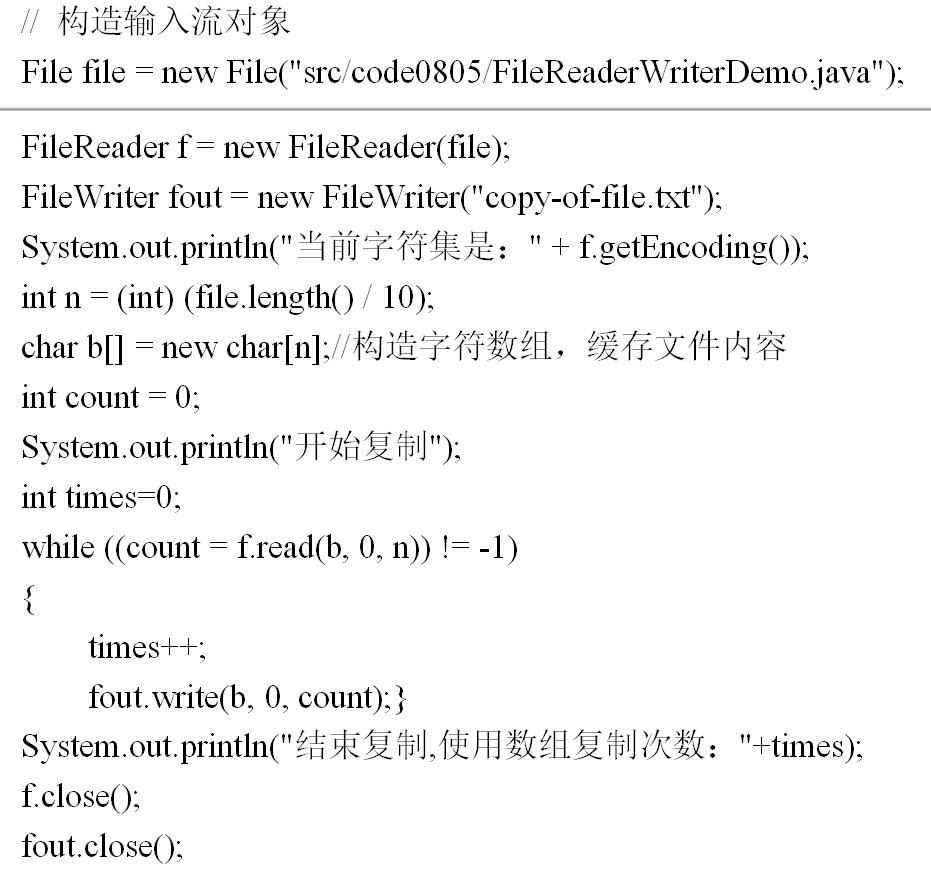 // 构造输入流对象
File file = new File("src/code0805/FileReaderWriterDemo.java");
FileReader f = new FileReader(file);
FileWriter fout = new FileWriter("copy-of-file.txt");
System.out.println("当前字符集是：" + f.getEncoding());
int n = (int) (file.length() / 10);
char b[] = new char[n];//构造字符数组，缓存文件内容
int count = 0;
System.out.println("开始复制");
int times=0;
while ((count = f.read(b, 0, n)) != -1)
{
times++;
fout.write(b, 0, count);}
System.out.println("结束复制,使用数组复制次数："+times);
f.close();
fout.close();